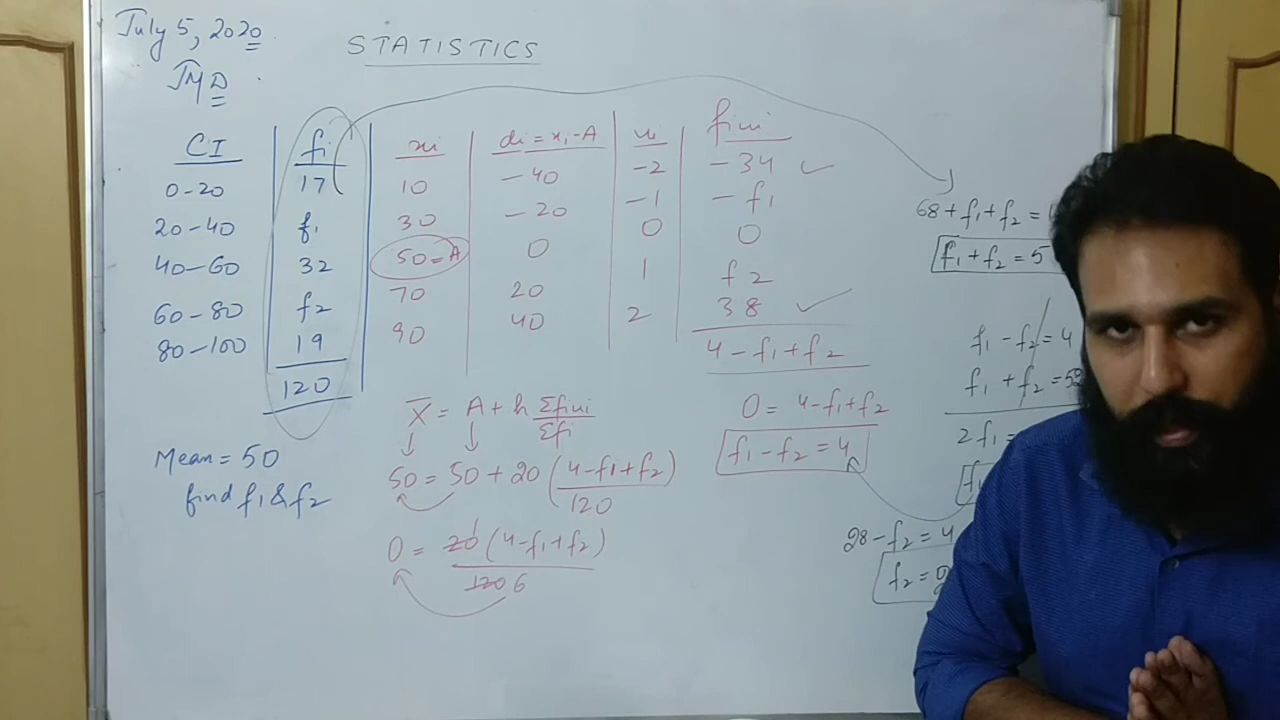 July 5, 2020
JMD
STATISTICS
CI fi xi di = xi - A ui fiui
0-20 17 10 -40 -2 -34 ✓
20-40 f1 30 -20 -1 -f1
40-60 32 50=A 0 0 0
60-80 f2 70 20 1 f2
80-100 19 90 40 2 38 ✓
120 4-f1+f2
Mean = 50
find f1 & f2
X̄ = A + h Σfiui / Σfi
50 = 50 + 20 (4-f1+f2 / 120)
0 = 20 (4-f1+f2) / 120 6
0 = 4-f1+f2
f1 - f2 = 4
68 + f1 + f2 =
f1 + f2 = 5
f1 - f2 = 4
f1 + f2 = 52
2f1 =
28 - f2 = 4
f2 =